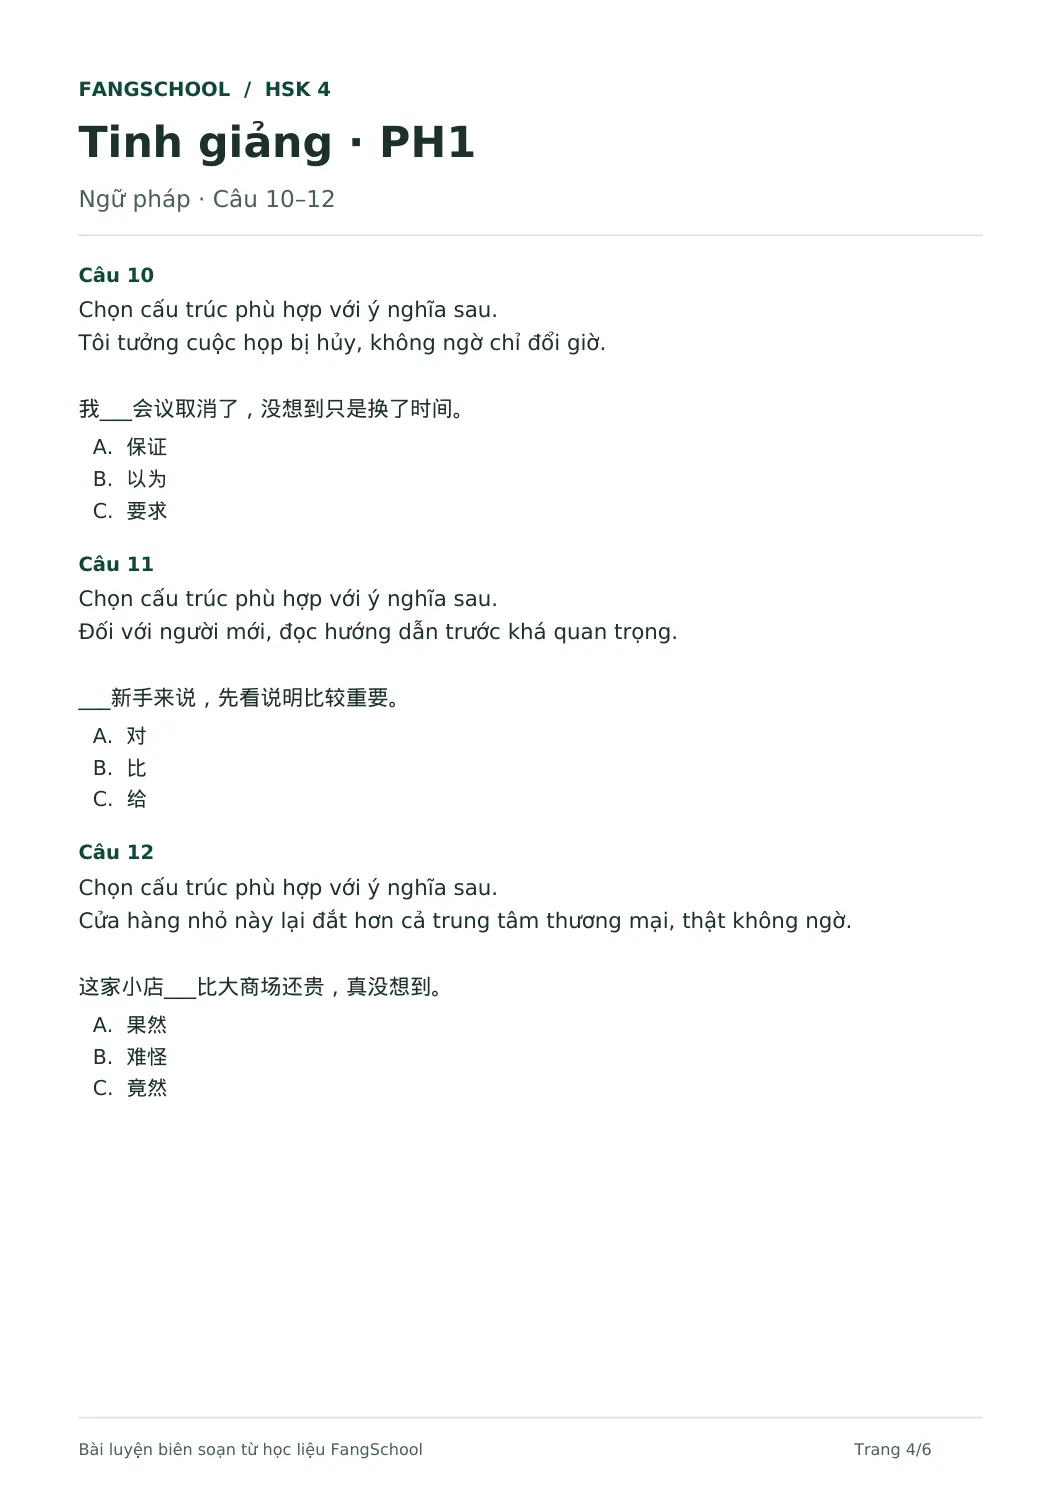 FANGSCHOOL / HSK 4
Tinh giảng · PH1
Ngữ pháp · Câu 10–12
Câu 10
Chọn cấu trúc phù hợp với ý nghĩa sau.
Tôi tưởng cuộc họp bị hủy, không ngờ chỉ đổi giờ.
我___会议取消了，没想到只是换了时间。
A. 保证
B. 以为
C. 要求
Câu 11
Chọn cấu trúc phù hợp với ý nghĩa sau.
Đối với người mới, đọc hướng dẫn trước khá quan trọng.
___新手来说，先看说明比较重要。
A. 对
B. 比
C. 给
Câu 12
Chọn cấu trúc phù hợp với ý nghĩa sau.
Cửa hàng nhỏ này lại đắt hơn cả trung tâm thương mại, thật không ngờ.
这家小店___比大商场还贵，真没想到。
A. 果然
B. 难怪
C. 竟然
Bài luyện biên soạn từ học liệu FangSchool
Trang 4/6